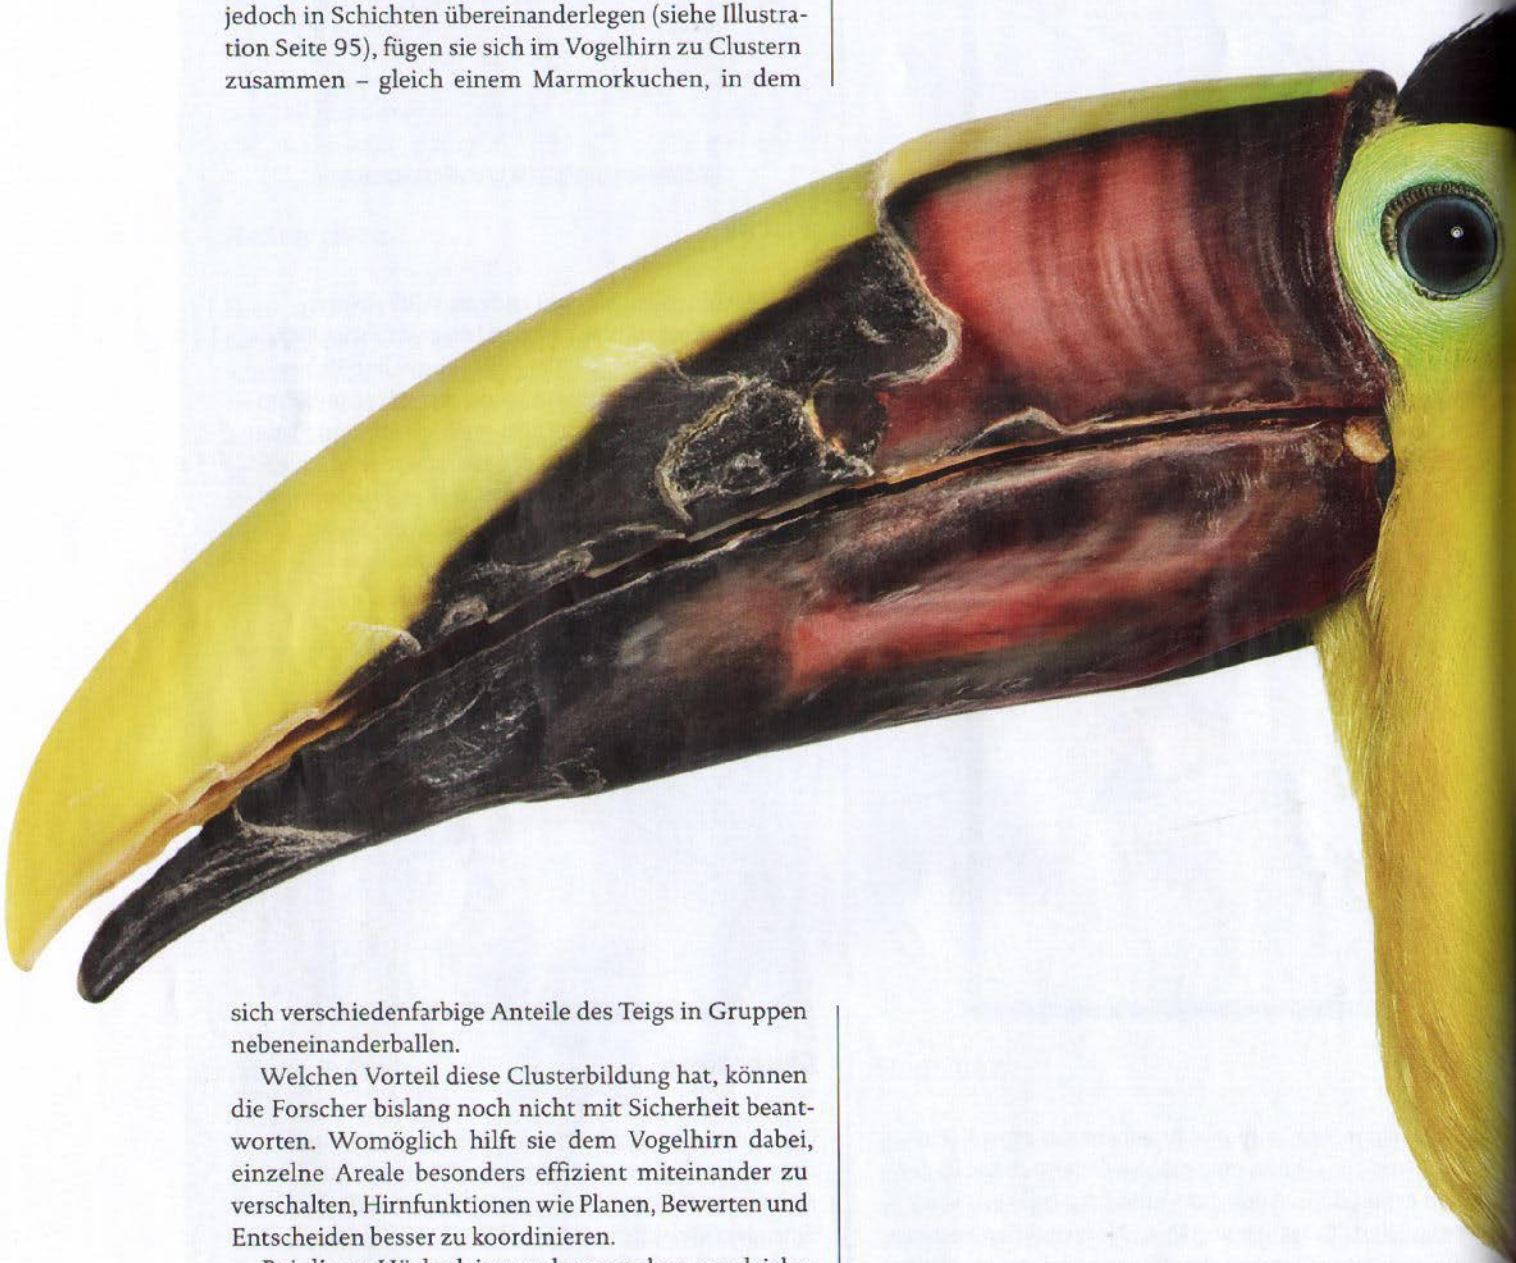 jedoch in Schichten übereinanderlegen (siehe Illustra-
tion Seite 95), fügen sie sich im Vogelhirn zu Clustern
zusammen – gleich einem Marmorkuchen, in dem
sich verschiedenfarbige Anteile des Teigs in Gruppen
nebeneinanderballen.
Welchen Vorteil diese Clusterbildung hat, können
die Forscher bislang noch nicht mit Sicherheit beant-
worten. Womöglich hilft sie dem Vogelhirn dabei,
einzelne Areale besonders effizient miteinander zu
verschalten, Hirnfunktionen wie Planen, Bewerten und
Entscheiden besser zu koordinieren.